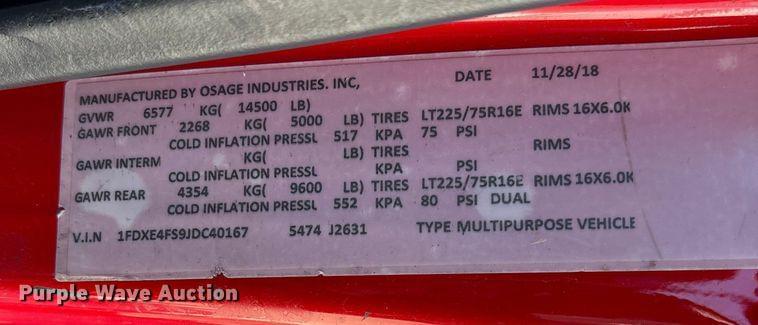 MANUFACTURED BY OSAGE INDUSTRIES. INC, DATE 11/28/18
GVWR 6577 KG( 14500 LB)
GAWR FRONT 2268 KG( 5000 LB) TIRES LT225/75R16E RIMS 16X6.0K
COLD INFLATION PRESSU 517 KPA 75 PSI
GAWR INTERM KG( LB) TIRES RIMS
COLD INFLATION PRESSU KPA PSI
GAWR REAR 4354 KG( 9600 LB) TIRES LT225/75R16E RIMS 16X6.0K
COLD INFLATION PRESSU 552 KPA 80 PSI DUAL
V.I.N 1FDXE4FS9JDC40167 5474 J2631 TYPE MULTIPURPOSE VEHICLE
Purple Wave Auction